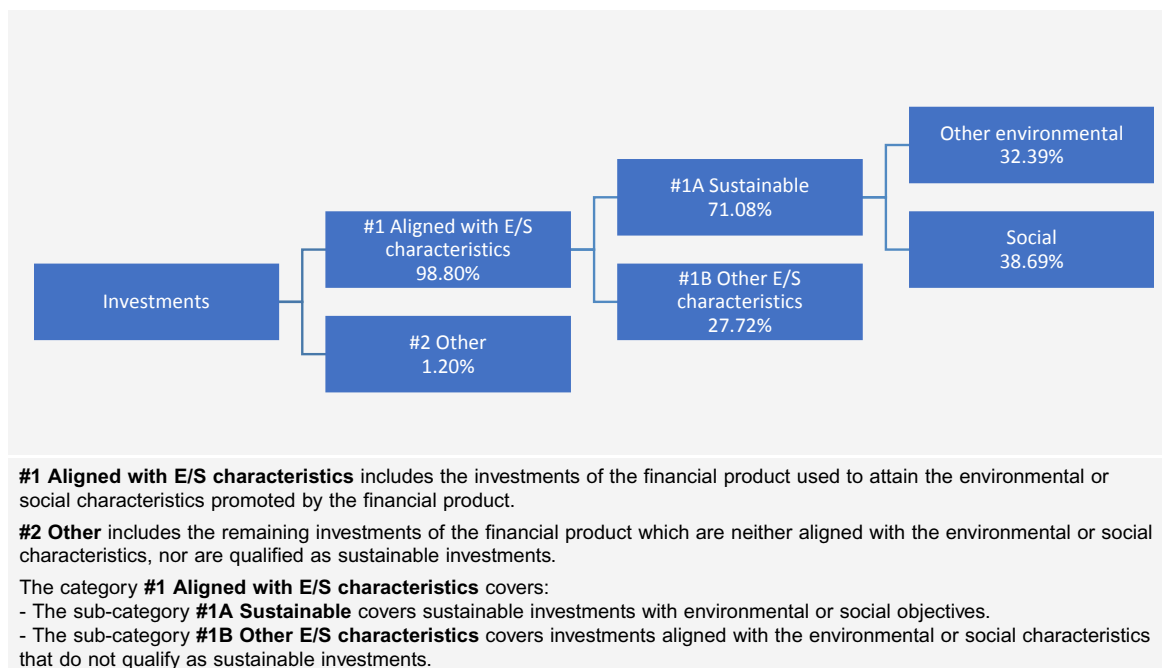 Investments
#1 Aligned with E/S
characteristics
98.80%
#2 Other
1.20%
#1A Sustainable
71.08%
#1B Other E/S
characteristics
27.72%
Other environmental
32.39%
Social
38.69%
#1 Aligned with E/S characteristics includes the investments of the financial product used to attain the environmental or
social characteristics promoted by the financial product.
#2 Other includes the remaining investments of the financial product which are neither aligned with the environmental or social
characteristics, nor are qualified as sustainable investments.
The category #1 Aligned with E/S characteristics covers:
- The sub-category #1A Sustainable covers sustainable investments with environmental or social objectives.
- The sub-category #1B Other E/S characteristics covers investments aligned with the environmental or social characteristics
that do not qualify as sustainable investments.